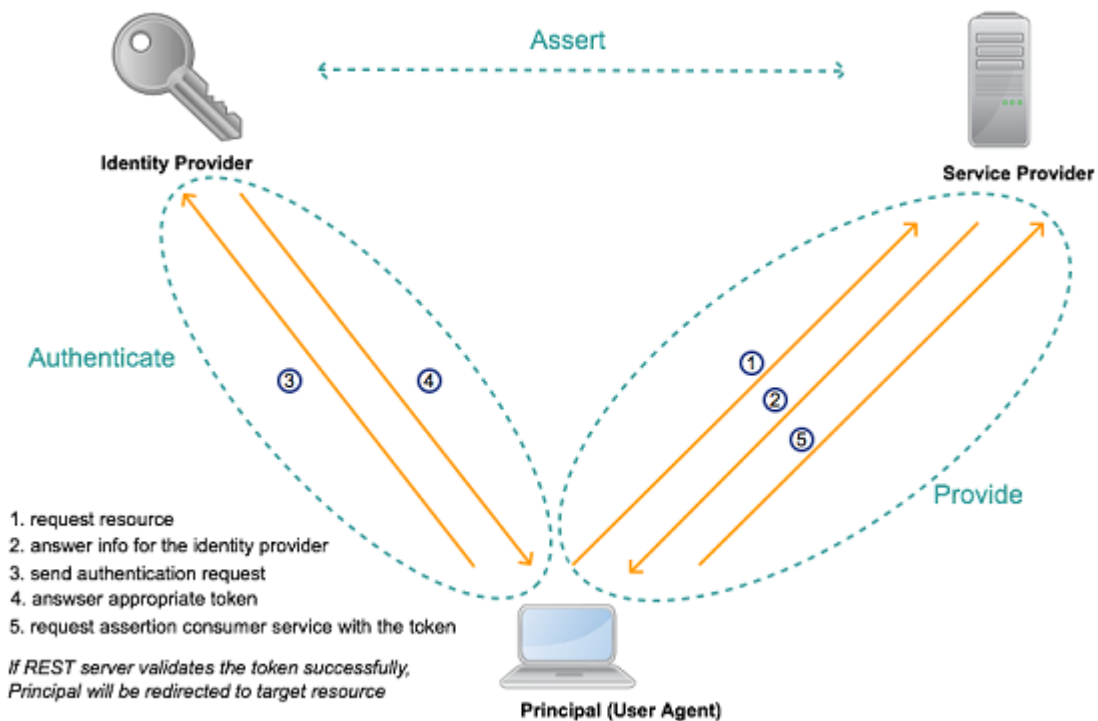 Assert
Identity Provider
Service Provider
Authenticate
3
4
1
2
5
Provide
1. request resource
2. answer info for the identity provider
3. send authentication request
4. answser appropriate token
5. request assertion consumer service with the token
If REST server validates the token successfully,
Principal will be redirected to target resource
Principal (User Agent)